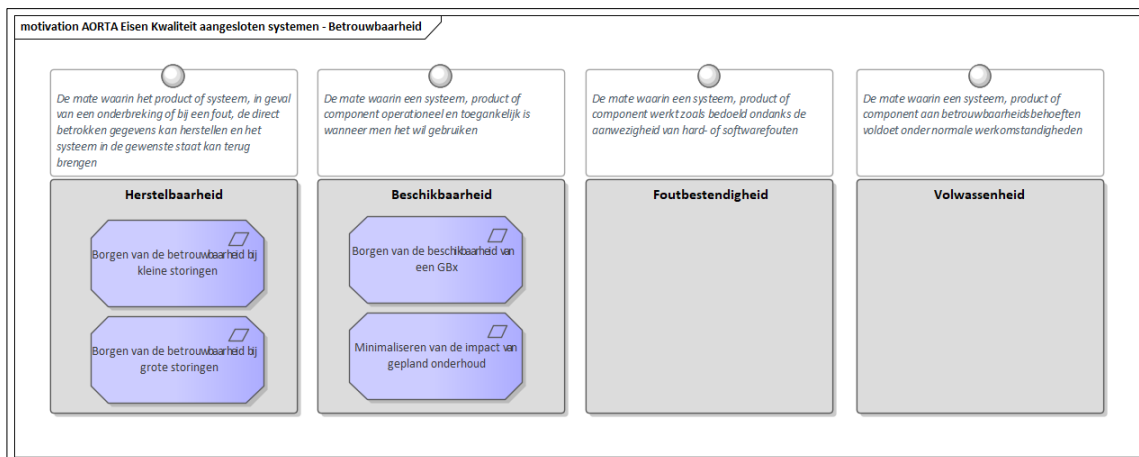 motivation AORTA Eisen Kwaliteit aangesloten systemen - Betrouwbaarheid
De mate waarin het product of systeem, in geval
van een onderbreking of bij een fout, de direct
betrokken gegevens kan herstellen en het
systeem in de gewenste staat kan terug
brengen
Herstelbaarheid
Borgen van de betrouwbaarheid bij
kleine storingen
Borgen van de betrouwbaarheid bij
grote storingen
De mate waarin een systeem, product of
component operationeel en toegankelijk is
wanneer men het wil gebruiken
Beschikbaarheid
Borgen van de beschikbaarheid van
een GBx
Minimaliseren van de impact van
gepland onderhoud
De mate waarin een systeem, product of
component werkt zoals bedoeld ondanks de
aanwezigheid van hard- of softwarefouten
Foutbestendigheid
De mate waarin een systeem, product of
component aan betrouwbaarheidsbehoeften
voldoet onder normale werkomstandigheden
Volwassenheid